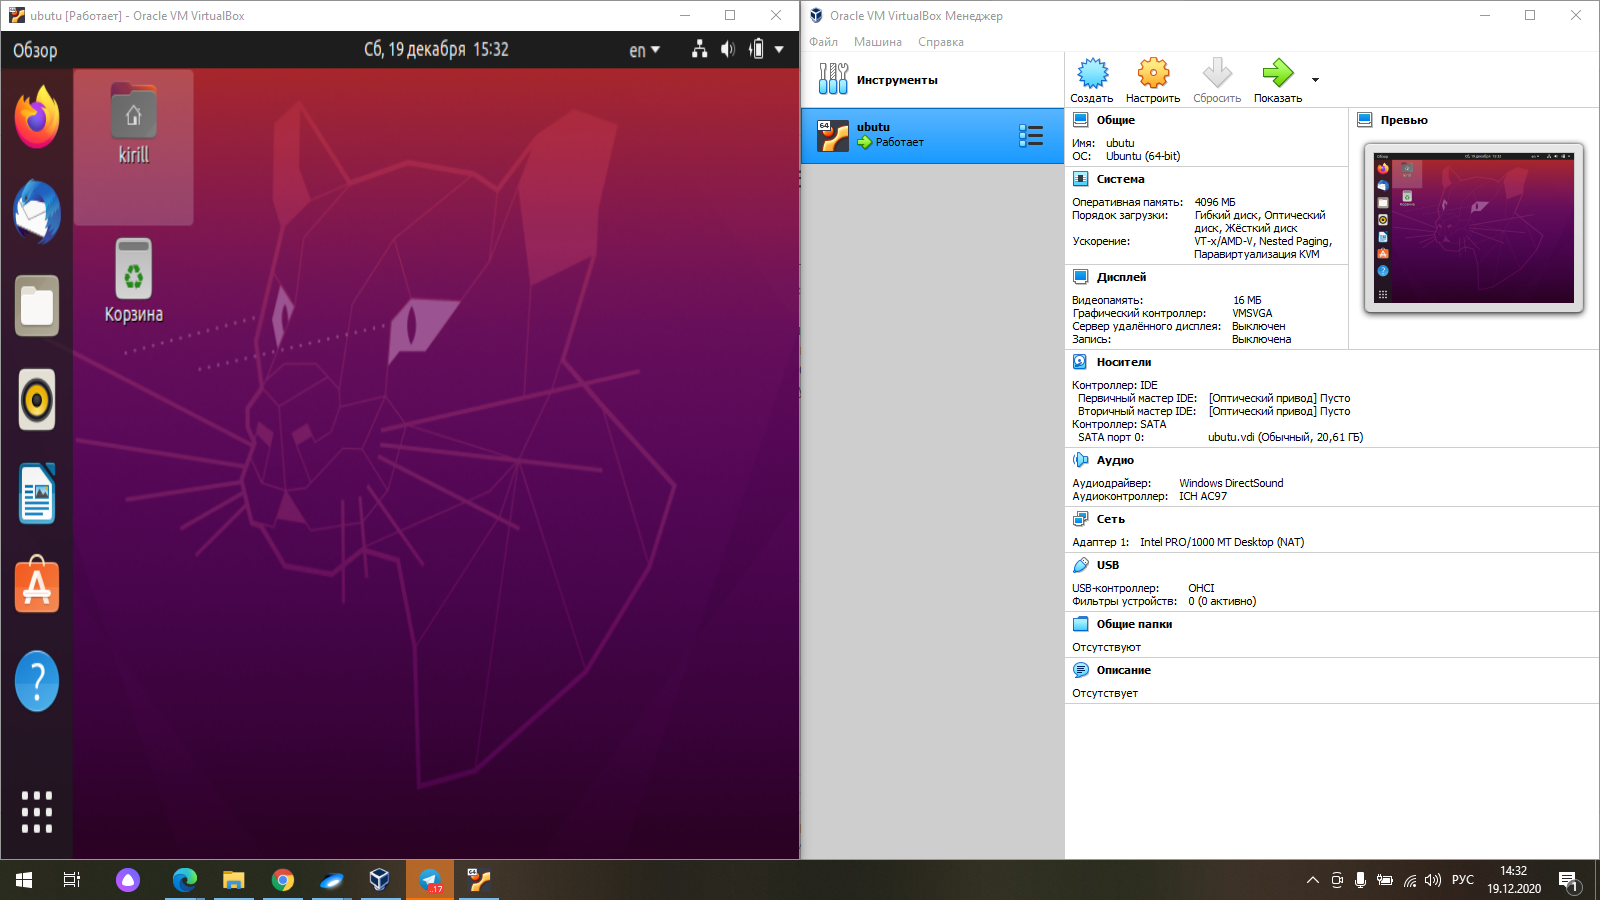 ubutu [Работает] - Oracle VM VirtualBox
Обзор
Сб, 19 декабря 15:32
en
kirill
Корзина
Oracle VM VirtualBox Менеджер
Файл Машина Справка
Инструменты
64
ubutu
Работает
Создать Настроить Сбросить Показать
Общие
Имя: ubutu
ОС: Ubuntu (64-bit)
Система
Оперативная память: 4096 МБ
Порядок загрузки: Гибкий диск, Оптический
диск, Жёсткий диск
Ускорение: VT-x/AMD-V, Nested Paging,
Паравиртуализация KVM
Дисплей
Видеопамять: 16 МБ
Графический контроллер: VMSVGA
Сервер удалённого дисплея: Выключен
Запись: Выключена
Превью
Носители
Контроллер: IDE
Первичный мастер IDE: [Оптический привод] Пусто
Вторичный мастер IDE: [Оптический привод] Пусто
Контроллер: SATA
SATA порт 0: ubutu.vdi (Обычный, 20,61 ГБ)
Аудио
Аудиодрайвер: Windows DirectSound
Аудиоконтроллер: ICH AC97
Сеть
Адаптер 1: Intel PRO/1000 MT Desktop (NAT)
USB
USB-контроллер: OHCI
Фильтры устройств: 0 (0 активно)
Общие папки
Отсутствуют
Описание
Отсутствует
..17
64
РУС
14:32
19.12.2020
1